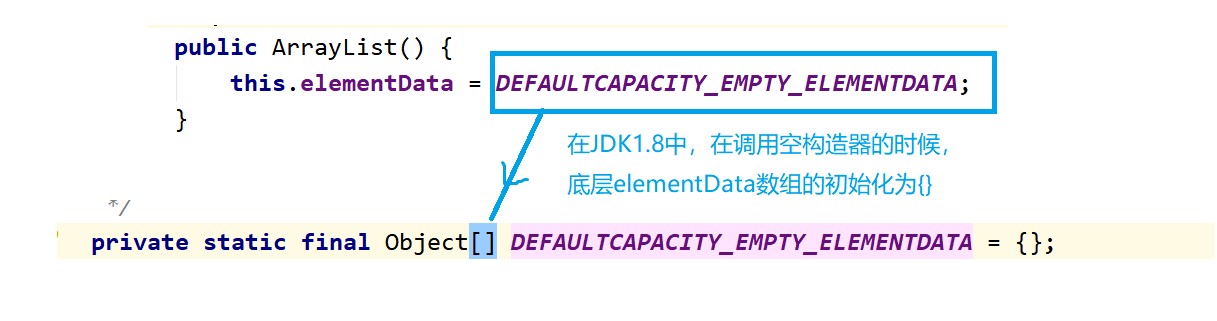 public ArrayList() {
this.elementData = DEFAULTCAPACITY_EMPTY_ELEMENTDATA;
}
在JDK1.8中，在调用空构造器的时候，
底层elementData数组的初始化为{}
*/
private static final Object[] DEFAULTCAPACITY_EMPTY_ELEMENTDATA = {};